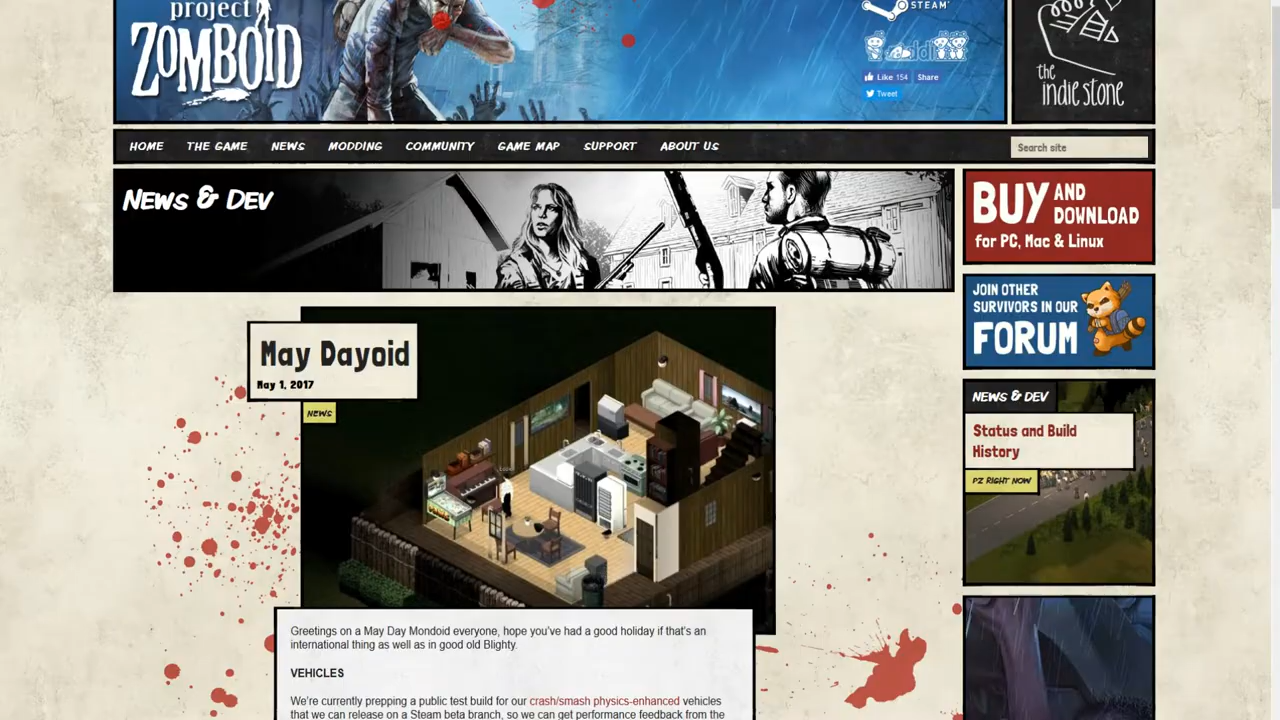 project
ZOMBOID
STEAM
Like 154
Share
Tweet
the
indie stone
HOME
THE GAME
NEWS
MODDING
COMMUNITY
GAME MAP
SUPPORT
ABOUT US
Search site
News & Dev
BUY AND
DOWNLOAD
for PC, Mac & Linux
JOIN OTHER
SURVIVORS IN OUR
FORUM
May Dayoid
May 1, 2017
NEWS
NEWS & DEV
Status and Build
History
PZ RIGHT NOW
Greetings on a May Day Mondoid everyone, hope you've had a good holiday if that's an
international thing as well as in good old Blighty.
VEHICLES
We're currently prepping a public test build for our crash/smash physics-enhanced vehicles
that we can release on a Steam beta branch, so we can get performance feedback from the